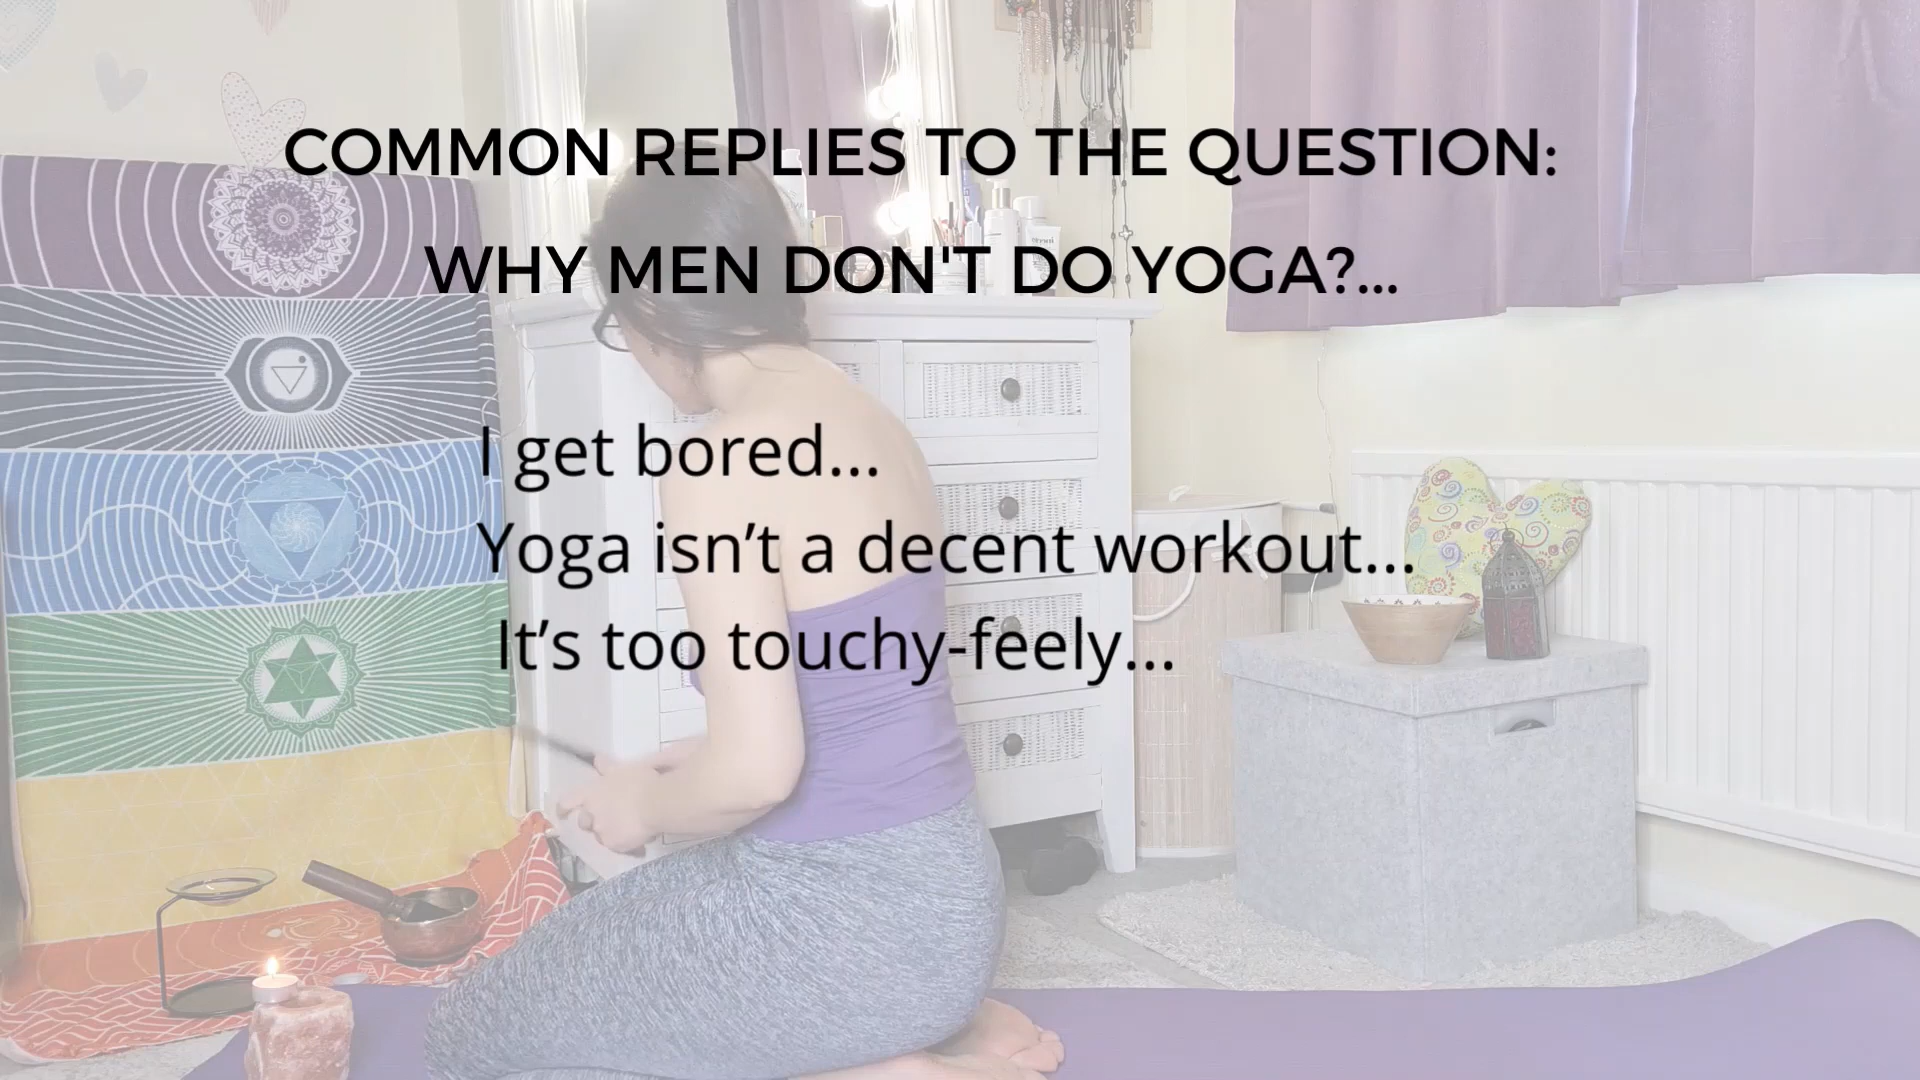 COMMON REPLIES TO THE QUESTION:
WHY MEN DON'T DO YOGA?...
I get bored...
Yoga isn’t a decent workout...
It’s too touchy-feely...